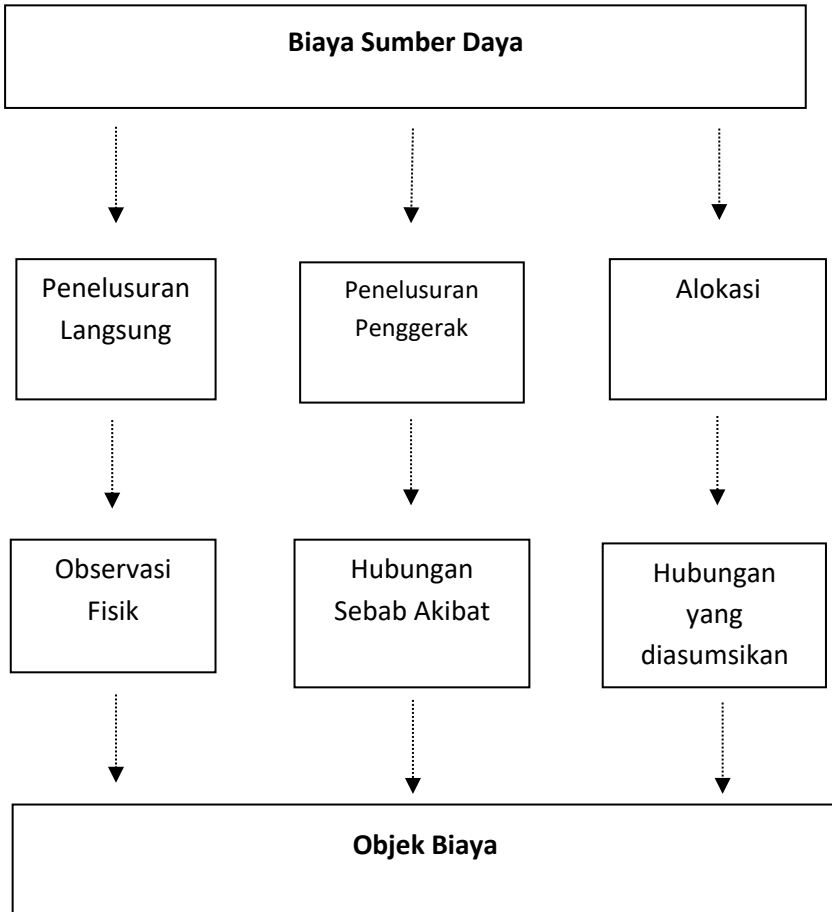 Biaya Sumber Daya
Penelusuran
Langsung
Penelusuran
Penggerak
Alokasi
Observasi
Fisik
Hubungan
Sebab Akibat
Hubungan
yang
diasumsikan
Objek Biaya